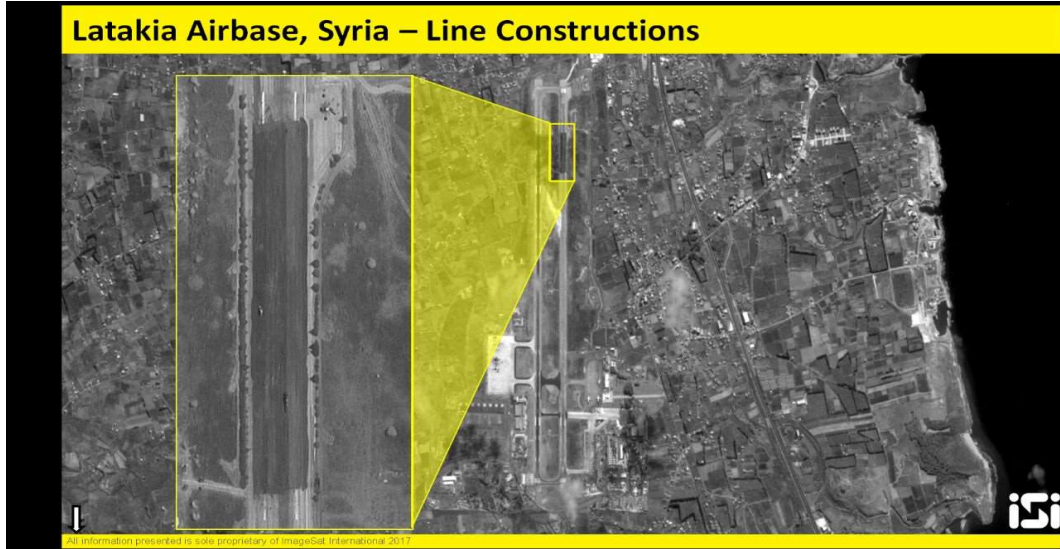 Latakia Airbase, Syria – Line Constructions
iSi
All information presented is sole proprietary of ImageSat International 2017